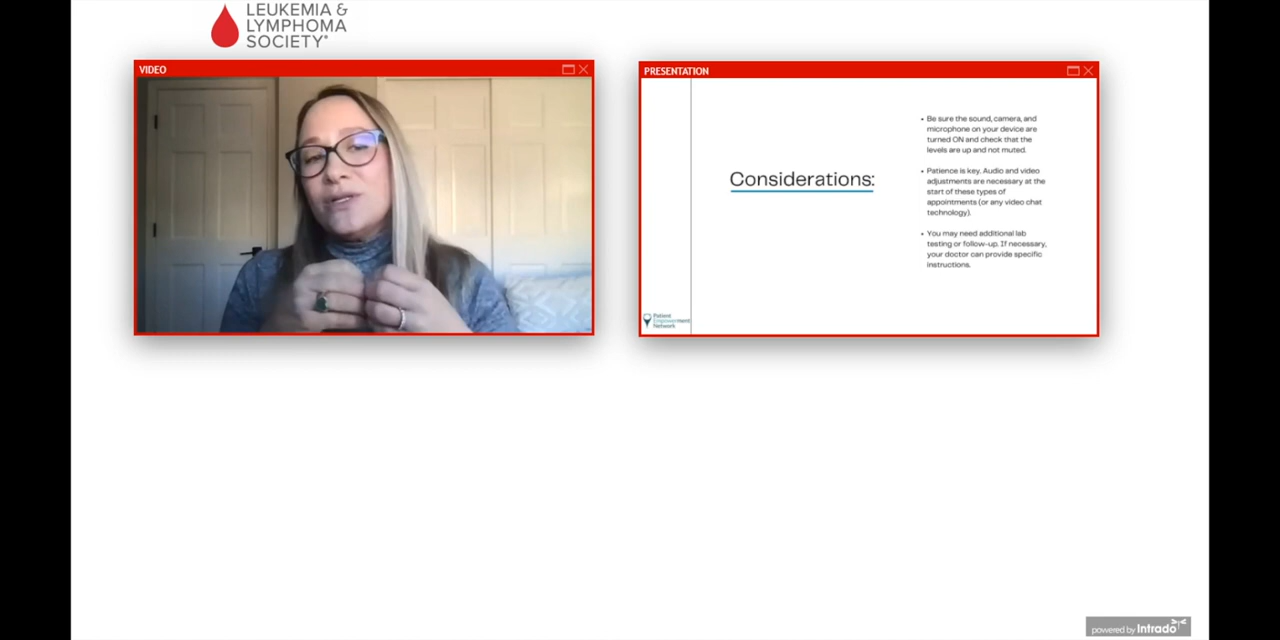 LEUKEMIA &
LYMPHOMA
SOCIETY®
VIDEO
PRESENTATION
Considerations:
• Be sure the sound, camera, and
microphone on your device are
turned ON and check that the
levels are up and not muted.
• Patience is key. Audio and video
adjustments are necessary at the
start of these types of
appointments (or any video chat
technology).
• You may need additional lab
testing or follow-up. If necessary,
your doctor can provide specific
instructions.
Patient
Empowerment
Network
powered by Intrado